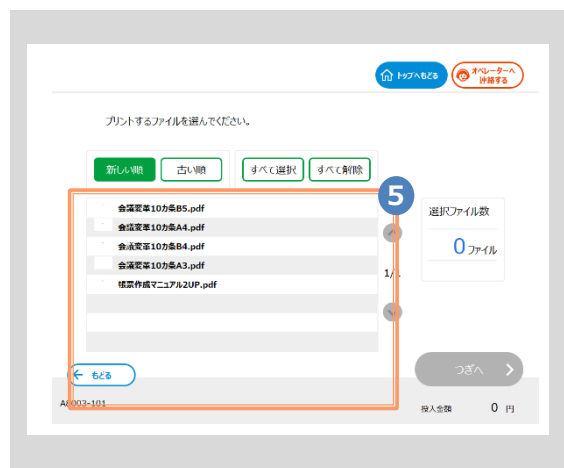 トップへもどる
オペレーターへ
連絡する
プリントするファイルを選んでください。
新しい順 古い順 すべて選択 すべて解除
5
会議変革10カ条B5.pdf
会議変革10カ条A4.pdf
会議変革10カ条B4.pdf
会議変革10カ条A3.pdf
帳票作成マニュアル2UP.pdf
選択ファイル数
0ファイル
1/1
もどる
つぎへ
A8003-101
投入金額 0 円